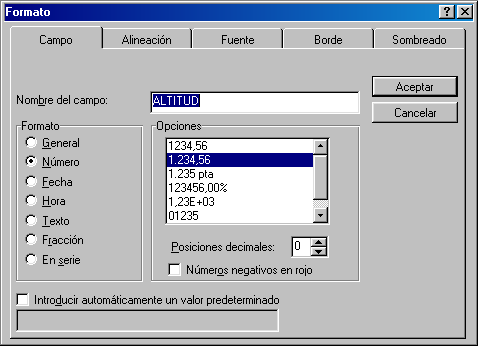 Formato
Campo Alineación Fuente Borde Sombreado
Nombre del campo: ALTITUD Aceptar
Cancelar
Formato Opciones
General 1234,56
Número 1.234,56
Fecha 1.235 pta
Hora 123456,00%
Texto 1,23E+03
Fracción 01235
En serie
Posiciones decimales: 0
Números negativos en rojo
Introducir automáticamente un valor predeterminado